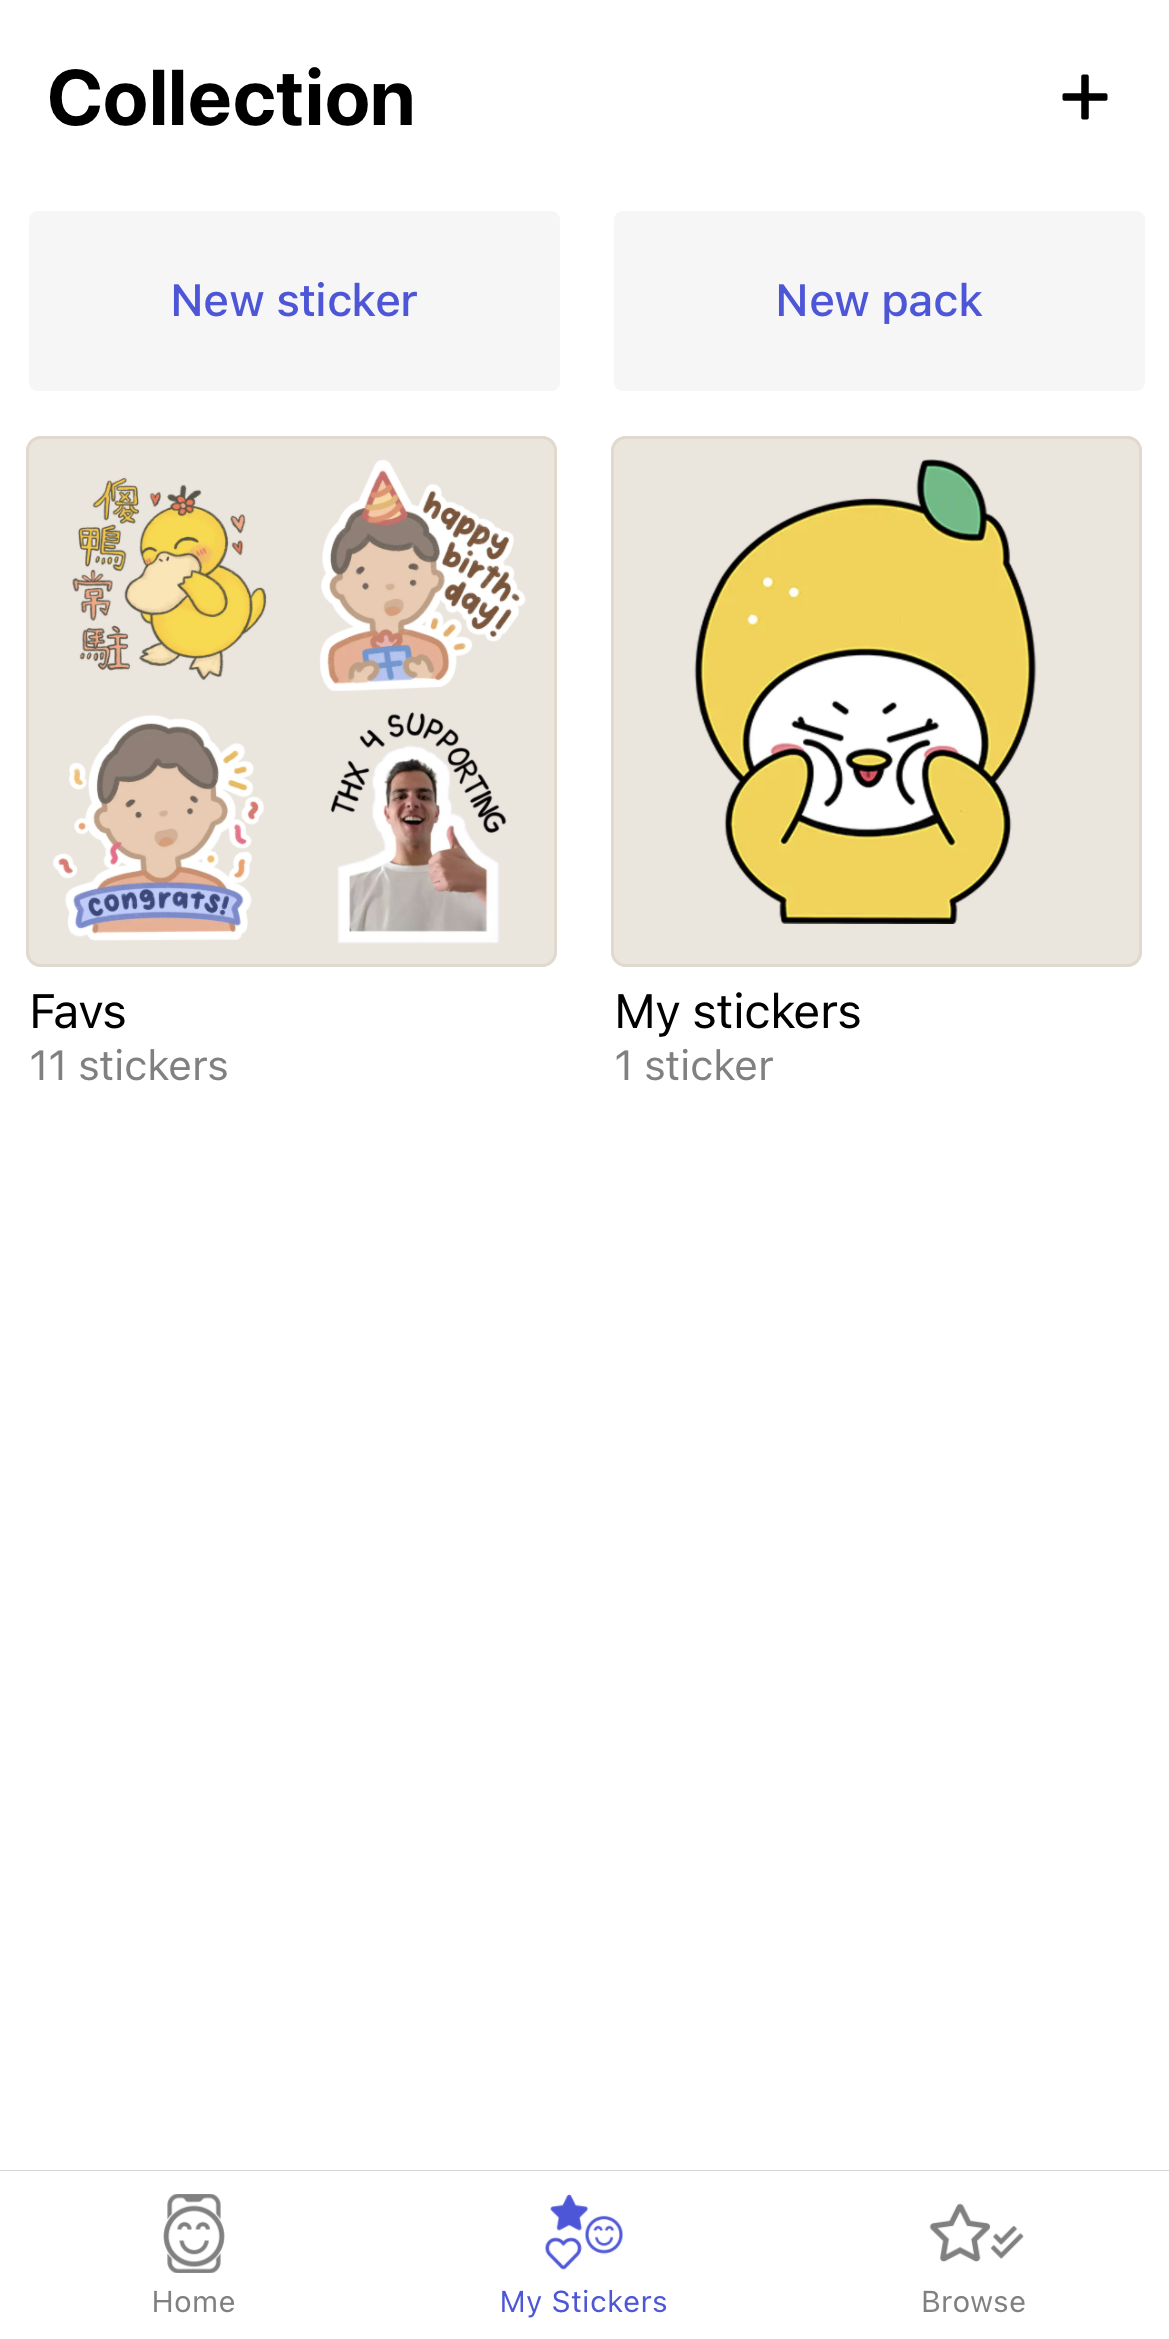 Collection
New sticker
New pack
傻
鴨
常
駐
happy
birth-
day!
congrats!
THX 4 SUPPORTING
Favs
11 stickers
My stickers
1 sticker
Home
My Stickers
Browse